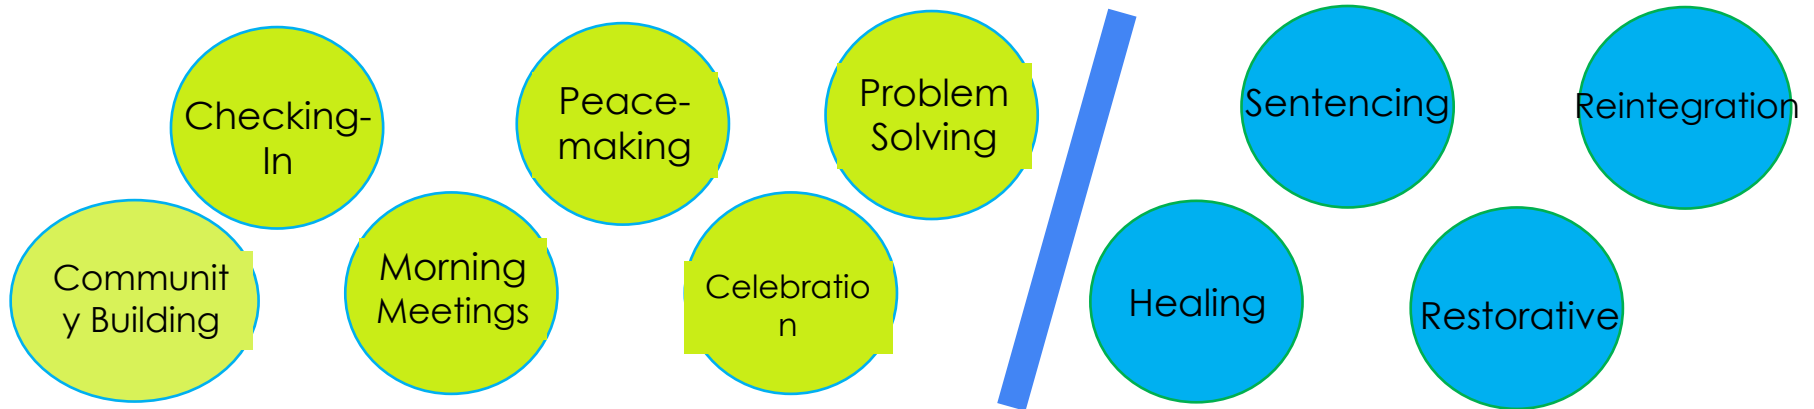 Checking-
In
Peace-
making
Problem
Solving
Sentencing
Reintegration
Communit
y Building
Morning
Meetings
Celebratio
n
Healing
Restorative